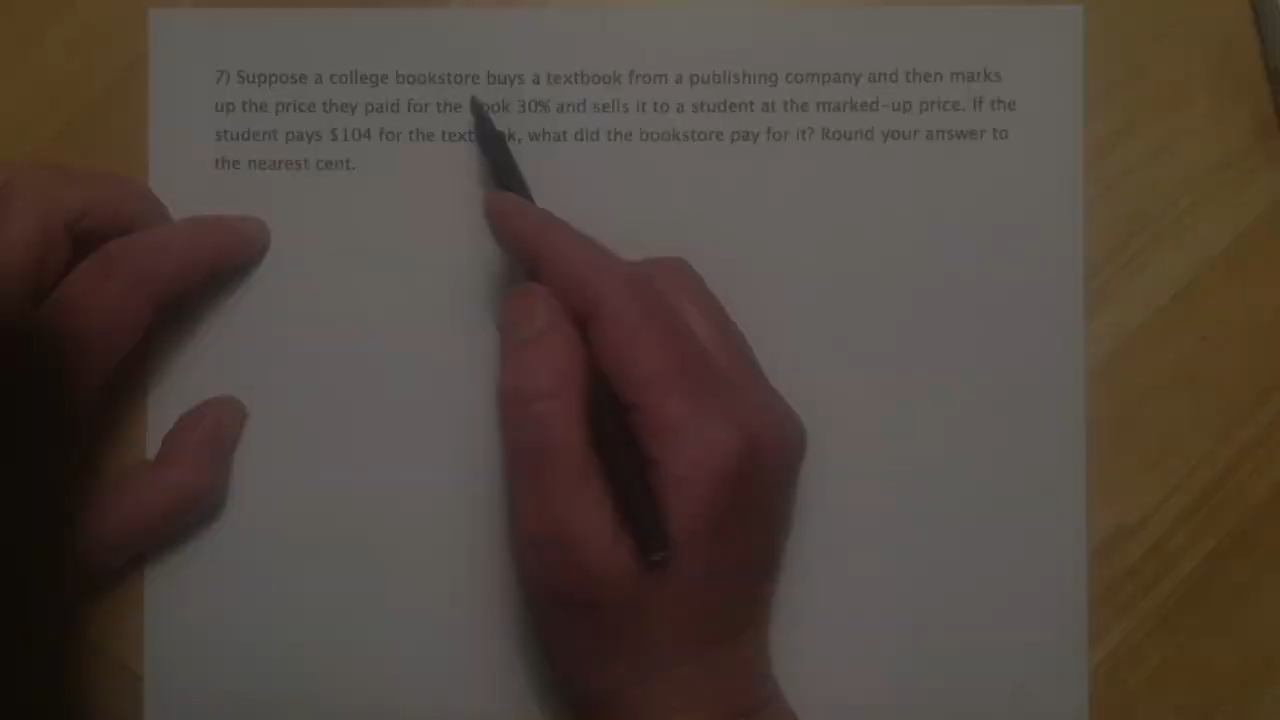 7) Suppose a college bookstore buys a textbook from a publishing company and then marks
up the price they paid for the book 30% and sells it to a student at the marked-up price. If the
student pays $104 for the textbook, what did the bookstore pay for it? Round your answer to
the nearest cent.